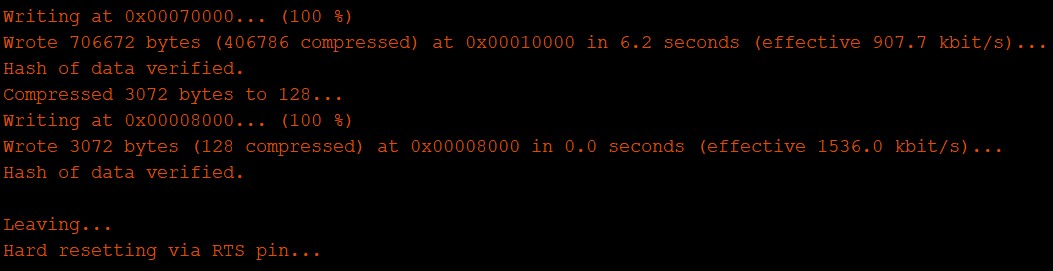 Writing at 0x00070000... (100 %)
Wrote 706672 bytes (406786 compressed) at 0x00010000 in 6.2 seconds (effective 907.7 kbit/s)...
Hash of data verified.
Compressed 3072 bytes to 128...
Writing at 0x00008000... (100 %)
Wrote 3072 bytes (128 compressed) at 0x00008000 in 0.0 seconds (effective 1536.0 kbit/s)...
Hash of data verified.
Leaving...
Hard resetting via RTS pin...